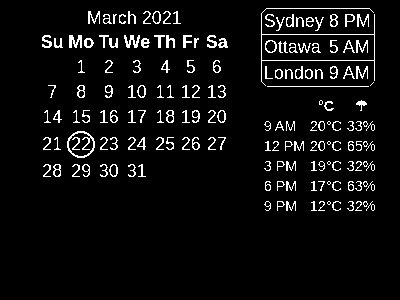 March 2021
Su Mo Tu We Th Fr Sa
1 2 3 4 5 6
7 8 9 10 11 12 13
14 15 16 17 18 19 20
21 22 23 24 25 26 27
28 29 30 31
Sydney 8 PM
Ottawa 5 AM
London 9 AM
°C ☂
9 AM 20°C 33%
12 PM 20°C 65%
3 PM 19°C 32%
6 PM 17°C 63%
9 PM 12°C 32%